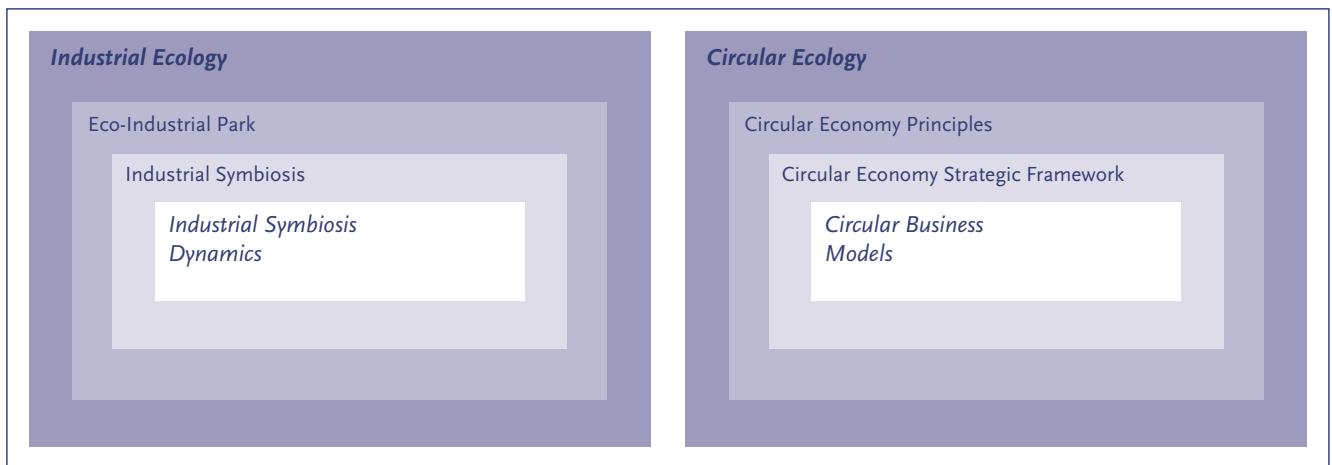 Industrial Ecology
Eco-Industrial Park
Industrial Symbiosis
Industrial Symbiosis
Dynamics
Circular Ecology
Circular Economy Principles
Circular Economy Strategic Framework
Circular Business
Models